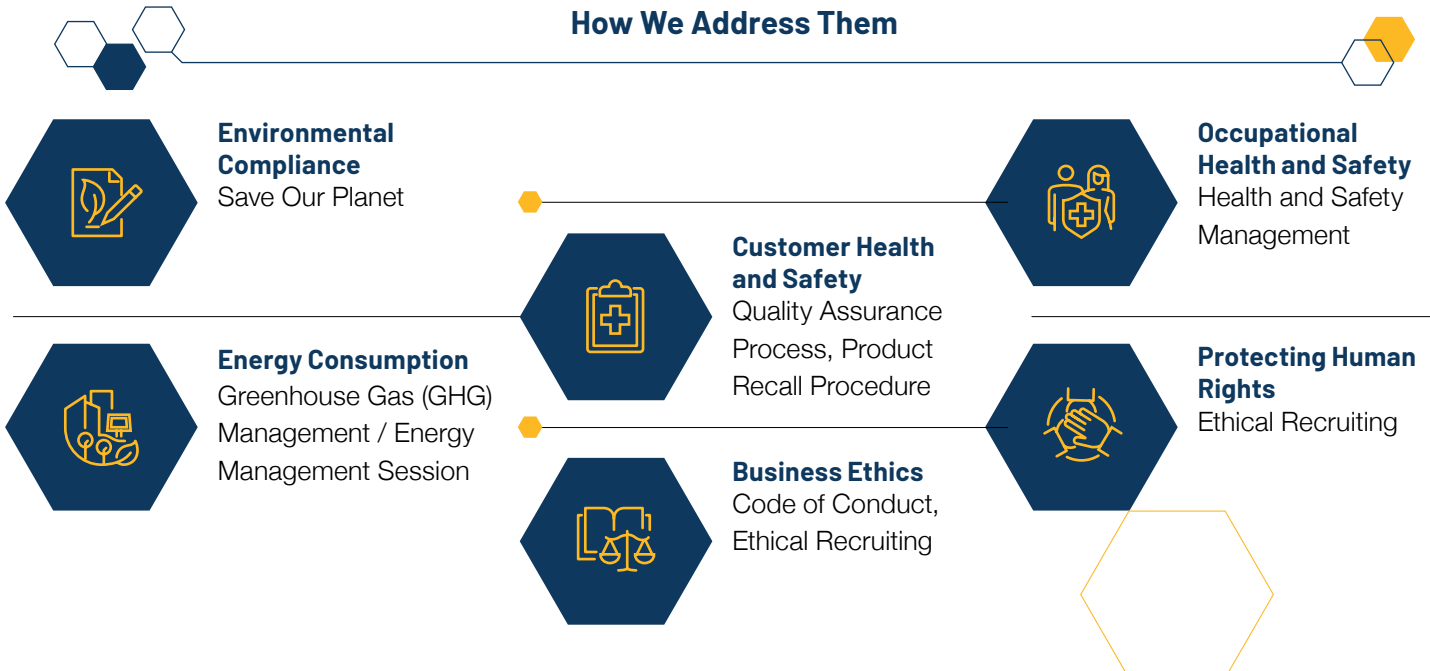 How We Address Them
Environmental
Compliance
Save Our Planet
Energy Consumption
Greenhouse Gas (GHG)
Management / Energy
Management Session
Customer Health
and Safety
Quality Assurance
Process, Product
Recall Procedure
Business Ethics
Code of Conduct,
Ethical Recruiting
Occupational
Health and Safety
Health and Safety
Management
Protecting Human
Rights
Ethical Recruiting